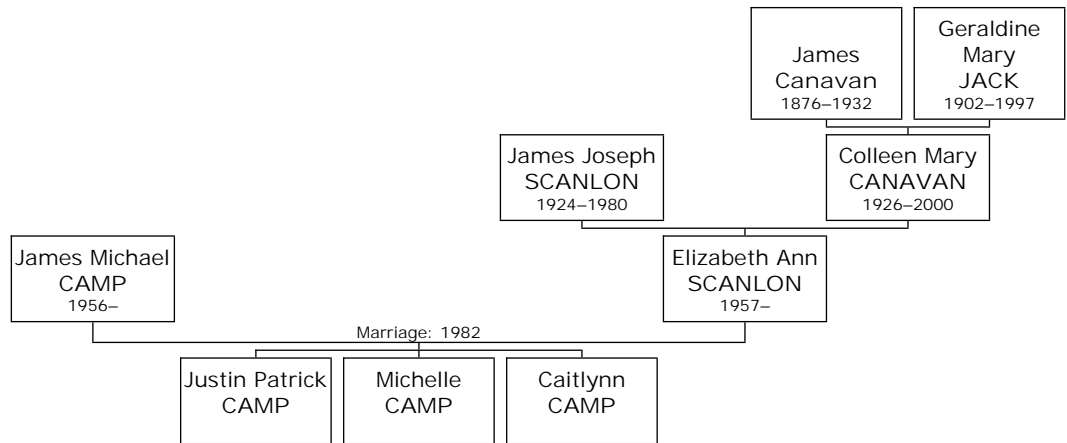 James
Canavan
1876–1932
Geraldine
Mary
JACK
1902–1997
James Joseph
SCANLON
1924–1980
Colleen Mary
CANAVAN
1926–2000
James Michael
CAMP
1956–
Elizabeth Ann
SCANLON
1957–
Marriage: 1982
Justin Patrick
CAMP
Michelle
CAMP
Caitlynn
CAMP